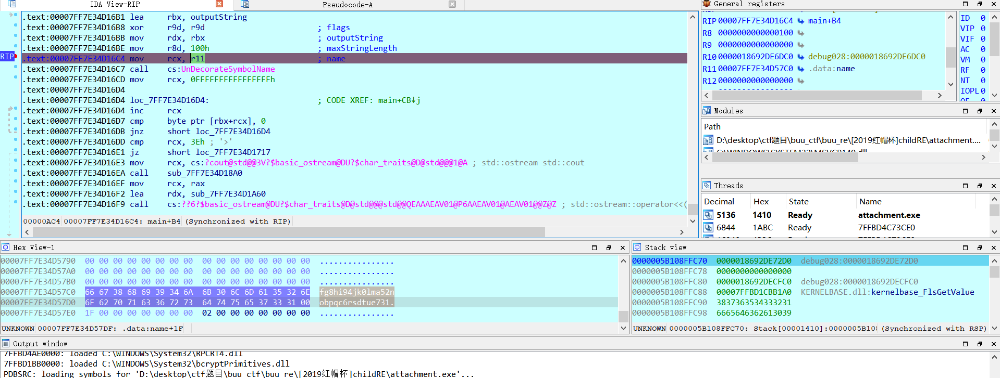 IDA View-RIP
Pseudocode-A
.text:00007FF7E34D16B1 lea rbx, outputString
.text:00007FF7E34D16B8 xor r9d, r9d ; flags
.text:00007FF7E34D16BB mov rdx, rbx ; outputString
.text:00007FF7E34D16BE mov r8d, 100h ; maxStringLength
RIP
.text:00007FF7E34D16C4 mov rcx, r11 ; name
.text:00007FF7E34D16C7 call cs:UnDecorateSymbolName
.text:00007FF7E34D16CD mov rcx, 0FFFFFFFFFFFFFFFFh
.text:00007FF7E34D16D4
.text:00007FF7E34D16D4 loc_7FF7E34D16D4: ; CODE XREF: main+CB↓j
.text:00007FF7E34D16D4 inc rcx
.text:00007FF7E34D16D7 cmp byte ptr [rbx+rcx], 0
.text:00007FF7E34D16DB jnz short loc_7FF7E34D16D4
.text:00007FF7E34D16DD cmp rcx, 3Eh ; '>'
.text:00007FF7E34D16E1 jz short loc_7FF7E34D1717
.text:00007FF7E34D16E3 mov rcx, cs:?cout@std@@3V?$basic_ostream@DU?$char_traits@D@std@@@1@A ; std::ostream std::cout
.text:00007FF7E34D16EA call sub_7FF7E34D18A0
.text:00007FF7E34D16EF mov rcx, rax
.text:00007FF7E34D16F2 lea rdx, sub_7FF7E34D1A60
.text:00007FF7E34D16F9 call cs:??6?$basic_ostream@DU?$char_traits@D@std@@@std@@QEAAAEAV01@P6AAEAV01@AEAV01@@Z@Z ; std::ostream::operator<<(
00000AC4 00007FF7E34D16C4: main+B4 (Synchronized with RIP)
General registers
RIP 00007FF7E34D16C4 main+B4
R8 0000000000000100
R9 0000000000000000
R10 0000018692DE6DC0 debug028:0000018692DE6DC0
R11 00007FF7E34D57C0 .data:name
R12 0000000000000000
ID 0
VIP 0
VIF 0
AC 0
VM 0
RF 0
NT 0
IOPL 0
Modules
Path
D:\desktop\ctf题目\buu_ctf\buu_re\[2019红帽杯]childRE\attachment....
C:\WINDOWS\SYSTEM32\MSVCP140.dll
Threads
Decimal Hex State Name
5136 1410 Ready attachment.exe
6844 1ABC Ready 7FFBD4C73CE0
Hex View-1
00007FF7E34D5790 00 00 00 00 00 00 00 00 00 00 00 00 00 00 00 00 ................
00007FF7E34D57A0 00 00 00 00 00 00 00 00 00 00 00 00 00 00 00 00 ................
00007FF7E34D57B0 00 00 00 00 00 00 00 00 00 00 00 00 00 00 00 00 ................
00007FF7E34D57C0 66 67 38 68 69 39 34 6A 6B 30 6C 6D 61 35 32 6E fg8hi94jk0lma52n
00007FF7E34D57D0 6F 62 70 71 63 36 72 73 64 74 75 65 37 33 31 00 obpqc6rsdtue731.
00007FF7E34D57E0 1F 00 00 00 00 00 00 00 02 00 00 00 00 00 00 00 ................
UNKNOWN 00007FF7E34D57DF: .data:name+1F
Stack view
0000005B108FFC70 0000018692DE72D0 debug028:0000018692DE72D0
0000005B108FFC78 0000000000000000
0000005B108FFC80 0000018692DECFC0 debug028:0000018692DECFC0
0000005B108FFC88 00007FFBD1CBB1A0 KERNELBASE.dll:kernelbase_FlsGetValue
0000005B108FFC90 3837363534333231
0000005B108FFC98 6665646362613039
UNKNOWN 0000005B108FFC70: Stack[00001410]:0000005B108 (Synchronized with RSP)
Output window
7FFBD4AE0000: loaded C:\WINDOWS\System32\RPCRT4.dll
7FFBD1BB0000: loaded C:\WINDOWS\System32\bcryptPrimitives.dll
PDBSRC: loading symbols for 'D:\desktop\ctf题目\buu_ctf\buu_re\[2019红帽杯]childRE\attachment.exe'...